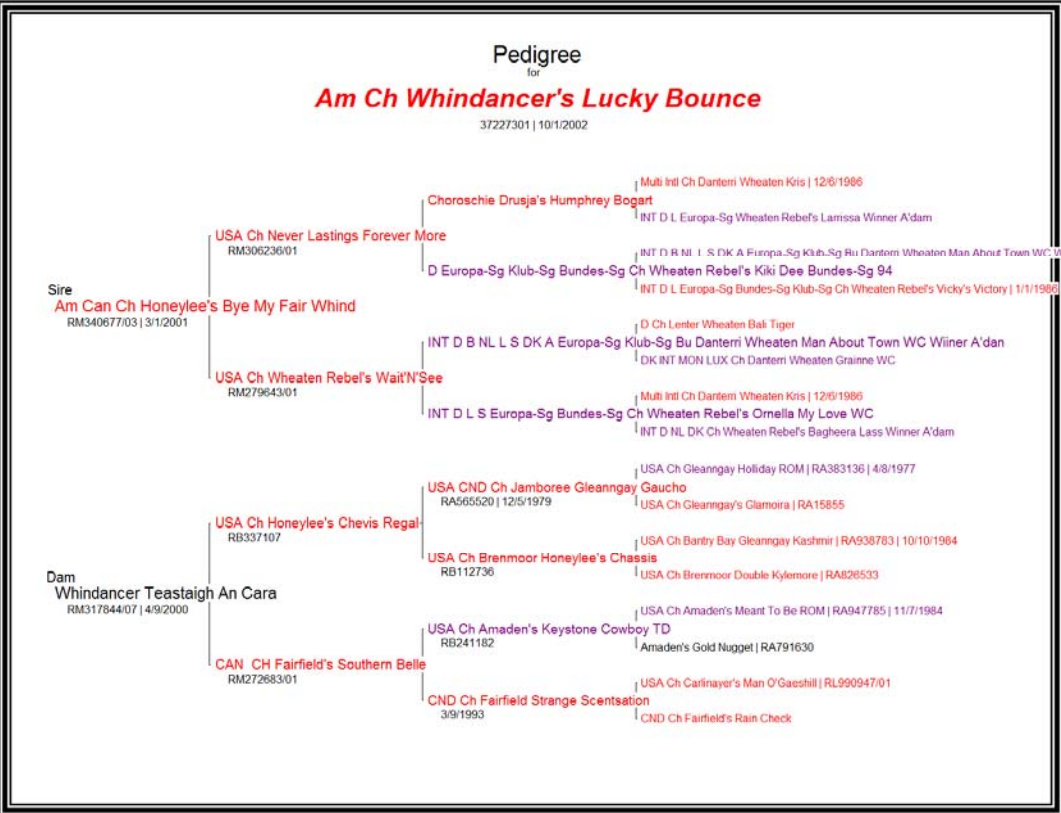 Pedigree
for
Am Ch Whindancer's Lucky Bounce
37227301 | 10/1/2002
Multi Intl Ch Danterri Wheaten Kris | 12/6/1986
Choroschie Drusja's Humphrey Bogart
INT D L Europa-Sg Wheaten Rebel's Larrissa Winner A'dam
USA Ch Never Lastings Forever More
RM306236/01
INT D B NL L S DK A Europa-Sg Klub-Sg Bu Danterri Wheaten Man About Town WC W
D Europa-Sg Klub-Sg Bundes-Sg Ch Wheaten Rebel's Kiki Dee Bundes-Sg 94
INT D L Europa-Sg Bundes-Sg Klub-Sg Ch Wheaten Rebel's Vicky's Victory | 1/1/1986
Sire
Am Can Ch Honeylee's Bye My Fair Whind
RM340677/03 | 3/1/2001
D Ch Lenter Wheaten Bali Tiger
INT D B NL L S DK A Europa-Sg Klub-Sg Bu Danterri Wheaten Man About Town WC Wiiner A'dan
DK INT MON LUX Ch Danterri Wheaten Grainne WC
USA Ch Wheaten Rebel's Wait'N'See
RM279643/01
Multi Intl Ch Danterri Wheaten Kris | 12/6/1986
INT D L S Europa-Sg Bundes-Sg Ch Wheaten Rebel's Ornella My Love WC
INT D NL DK Ch Wheaten Rebel's Bagheera Lass Winner A'dam
USA Ch Gleanngay Holliday ROM | RA383136 | 4/8/1977
USA CND Ch Jamboree Gleanngay Gaucho
RA565520 | 12/5/1979
USA Ch Gleanngay's Glamoira | RA15855
USA Ch Honeylee's Chevis Regal
RB337107
USA Ch Bantry Bay Gleanngay Kashmir | RA938783 | 10/10/1984
USA Ch Brenmoor Honeylee's Chassis
RB112736
USA Ch Brenmoor Double Kylemore | RA826533
Dam
Whindancer Teastaigh An Cara
RM317844/07 | 4/9/2000
USA Ch Amaden's Meant To Be ROM | RA947785 | 11/7/1984
USA Ch Amaden's Keystone Cowboy TD
RB241182
Amaden's Gold Nugget | RA791630
CAN CH Fairfield's Southern Belle
RM272683/01
USA Ch Carlinayer's Man O'Gaeshill | RL990947/01
CND Ch Fairfield Strange Scentsation
3/9/1993
CND Ch Fairfield's Rain Check